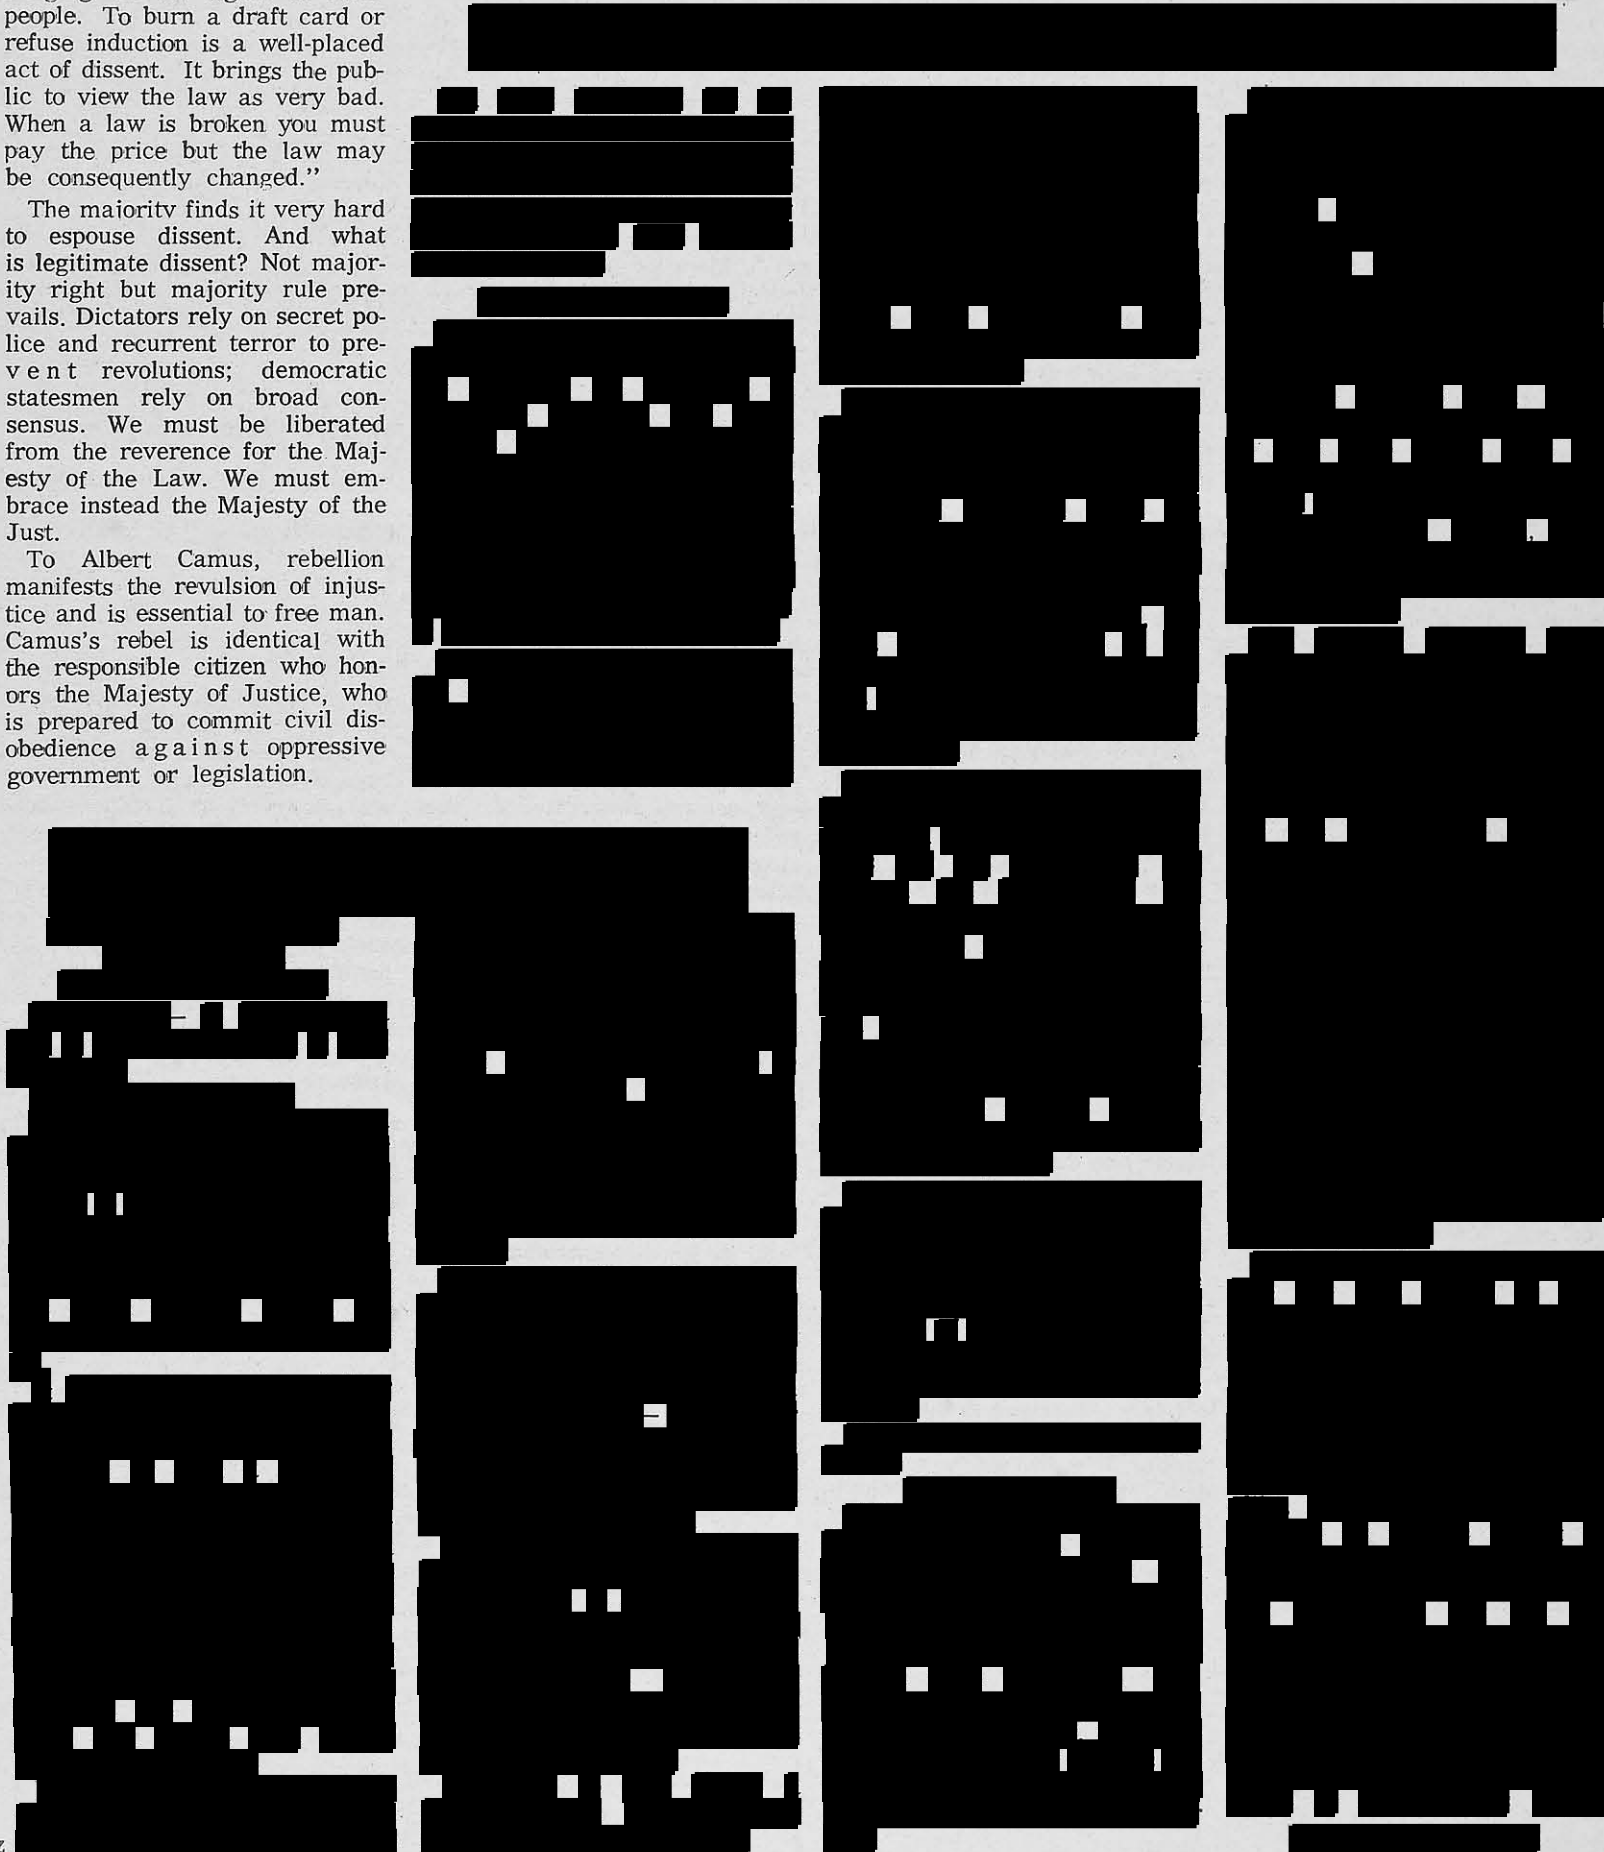 people. To burn a draft card or
refuse induction is a well-placed
act of dissent. It brings the pub-
lic to view the law as very bad.
When a law is broken you must
pay the price but the law may
be consequently changed.”
The majority finds it very hard
to espouse dissent. And what
is legitimate dissent? Not major-
ity right but majority rule pre-
vails. Dictators rely on secret po-
lice and recurrent terror to pre-
vent revolutions; democratic
statesmen rely on broad con-
sensus. We must be liberated
from the reverence for the Maj-
esty of the Law. We must em-
brace instead the Majesty of the
Just.
To Albert Camus, rebellion
manifests the revulsion of injus-
tice and is essential to free man.
Camus's rebel is identical with
the responsible citizen who hon-
ors the Majesty of Justice, who
is prepared to commit civil dis-
obedience against oppressive
government or legislation.